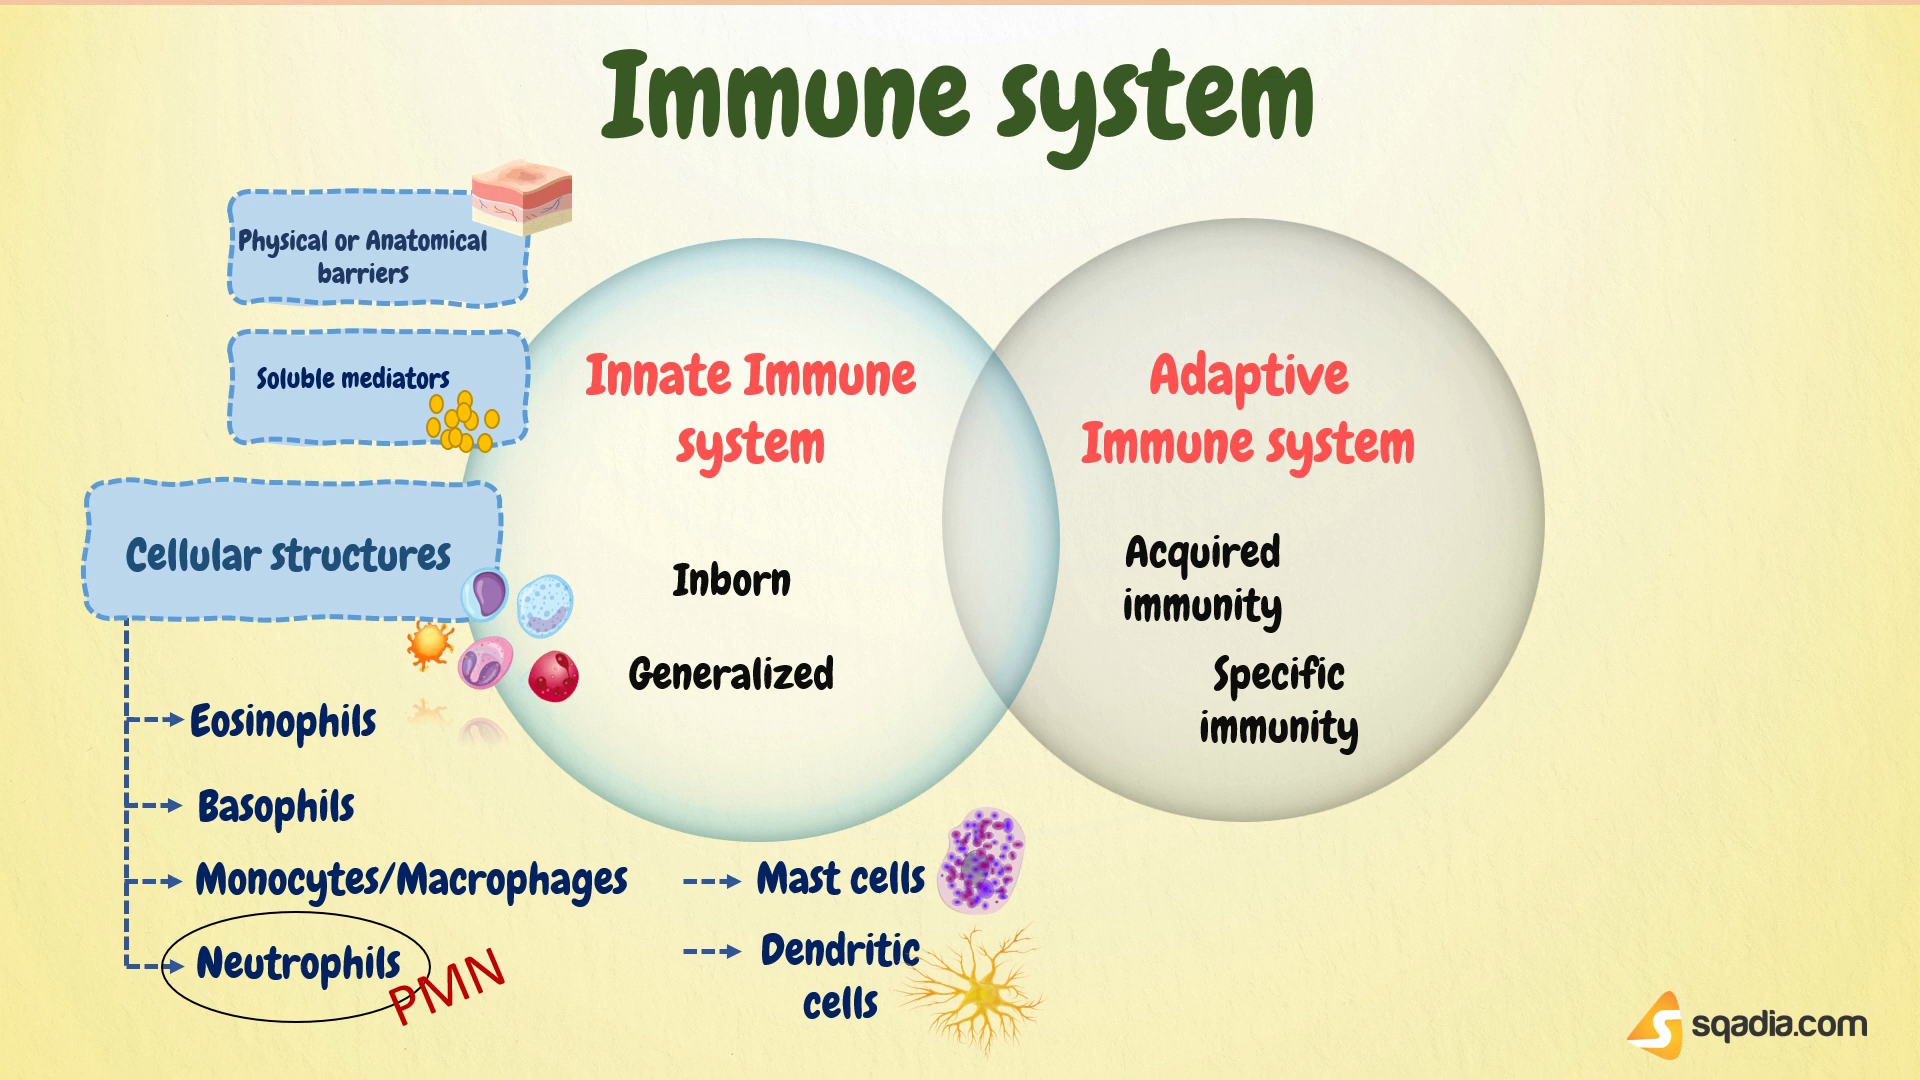 Immune system
Physical or Anatomical
barriers
Soluble mediators
Cellular structures
Eosinophils
Basophils
Monocytes/Macrophages
Neutrophils
PMN
Mast cells
Dendritic
cells
Innate Immune
system
Inborn
Generalized
Adaptive
Immune system
Acquired
immunity
Specific
immunity
sqadia.com